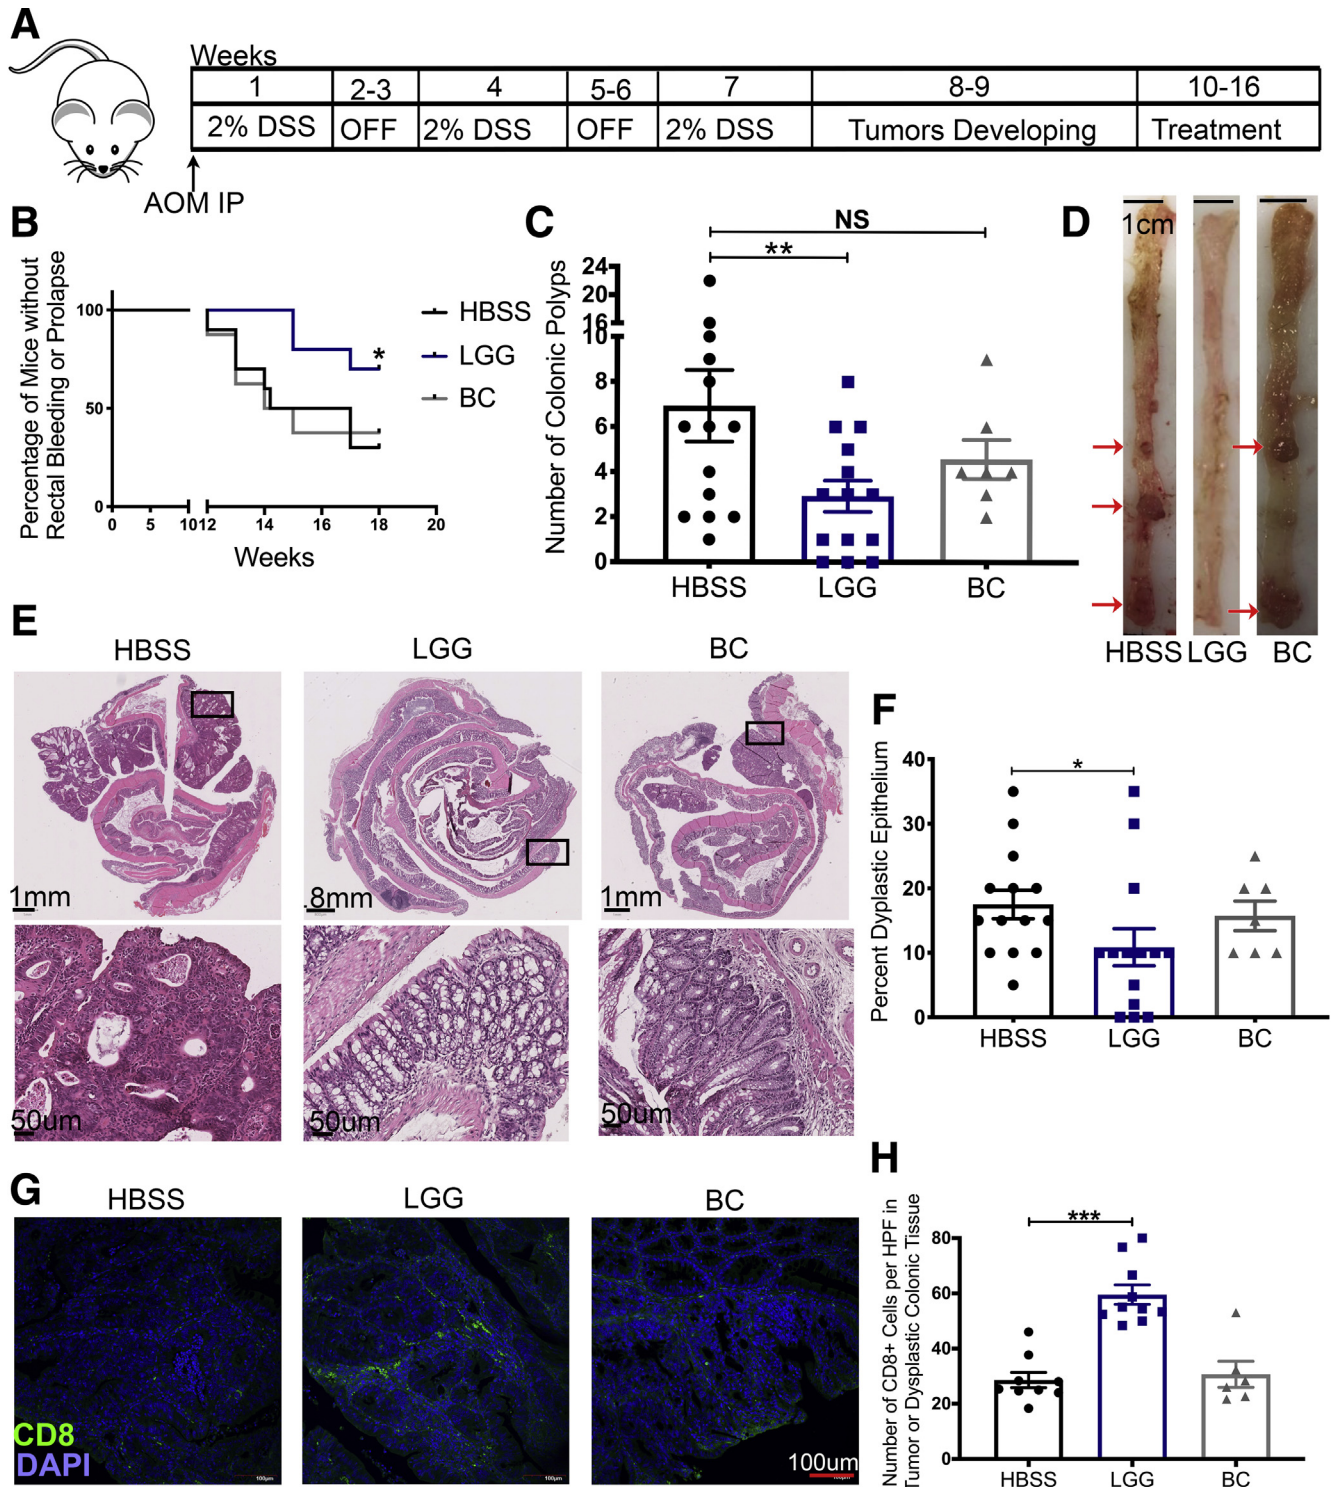 A
Weeks
1 2-3 4 5-6 7 8-9 10-16
2% DSS OFF 2% DSS OFF 2% DSS Tumors Developing Treatment
AOM IP
B
Percentage of Mice without
Rectal Bleeding or Prolapse
100
50
0
0 5 10 12 14 16 18 20
Weeks
*
HBSS
LGG
BC
C
Number of Colonic Polyps
24
20
16
10
8
6
4
2
0
NS
**
HBSS LGG BC
D
1cm
HBSS LGG BC
E
HBSS LGG BC
1mm .8mm 1mm
50um 50um 50um
F
Percent Dyplastic Epithelium
40
30
20
10
0
*
HBSS LGG BC
G
HBSS LGG BC
CD8
DAPI
100µm 100µm 100um
H
Number of CD8+ Cells per HPF in
Tumor or Dysplastic Colonic Tissue
80
60
40
20
0
***
HBSS LGG BC